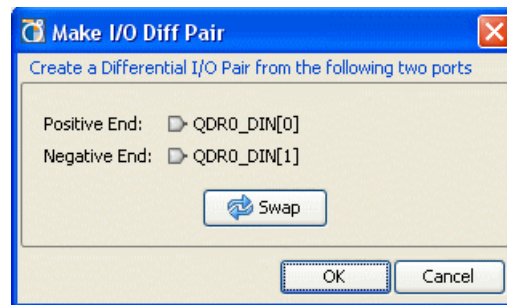 Make I/O Diff Pair
Create a Differential I/O Pair from the following two ports
Positive End: QDR0_DIN[0]
Negative End: QDR0_DIN[1]
Swap
OK Cancel